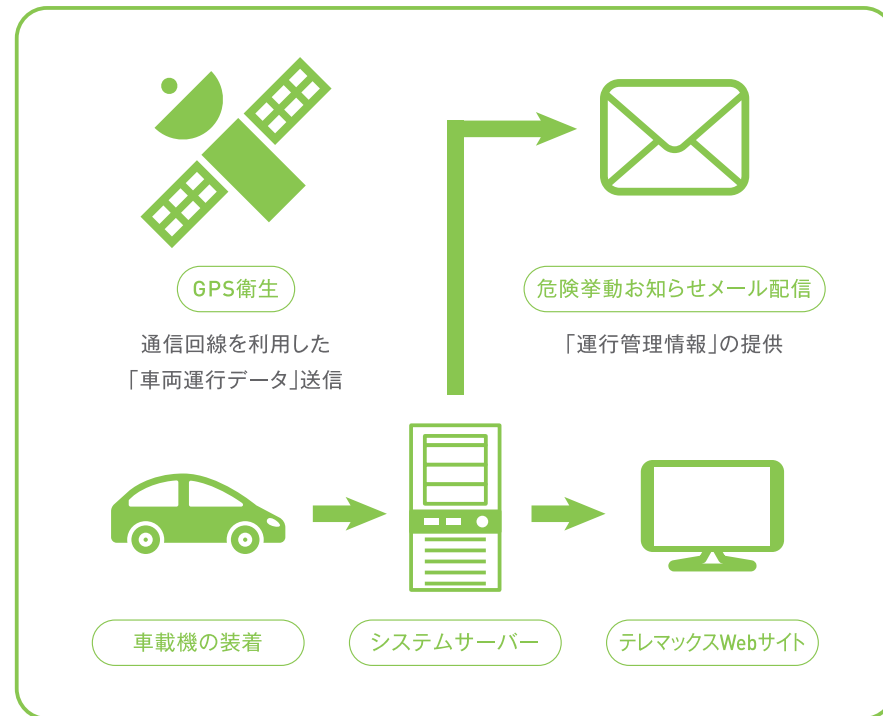 GPS衛生
通信回線を利用した
「車両運行データ」送信
危険挙動お知らせメール配信
「運行管理情報」の提供
車載機の装着
システムサーバー
テレマックスWebサイト